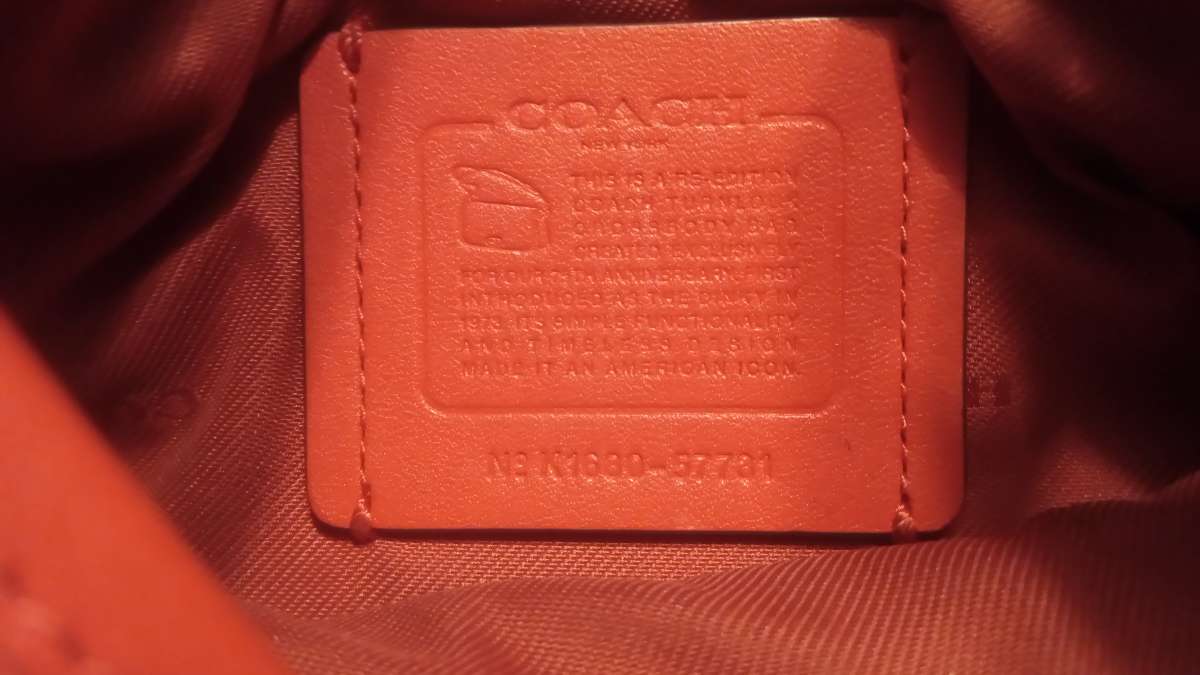 COACH
NEW YORK
THIS IS A RE-EDITION
COACH TURNLOCK
CROSSBODY BAG
CREATED EXCLUSIVELY
FOR OUR 75TH ANNIVERSARY. FIRST
INTRODUCED AS THE DINKY IN
1973, ITS SIMPLE FUNCTIONALITY
AND TIMELESS DESIGN
MADE IT AN AMERICAN ICON.
Nº K1630-57731